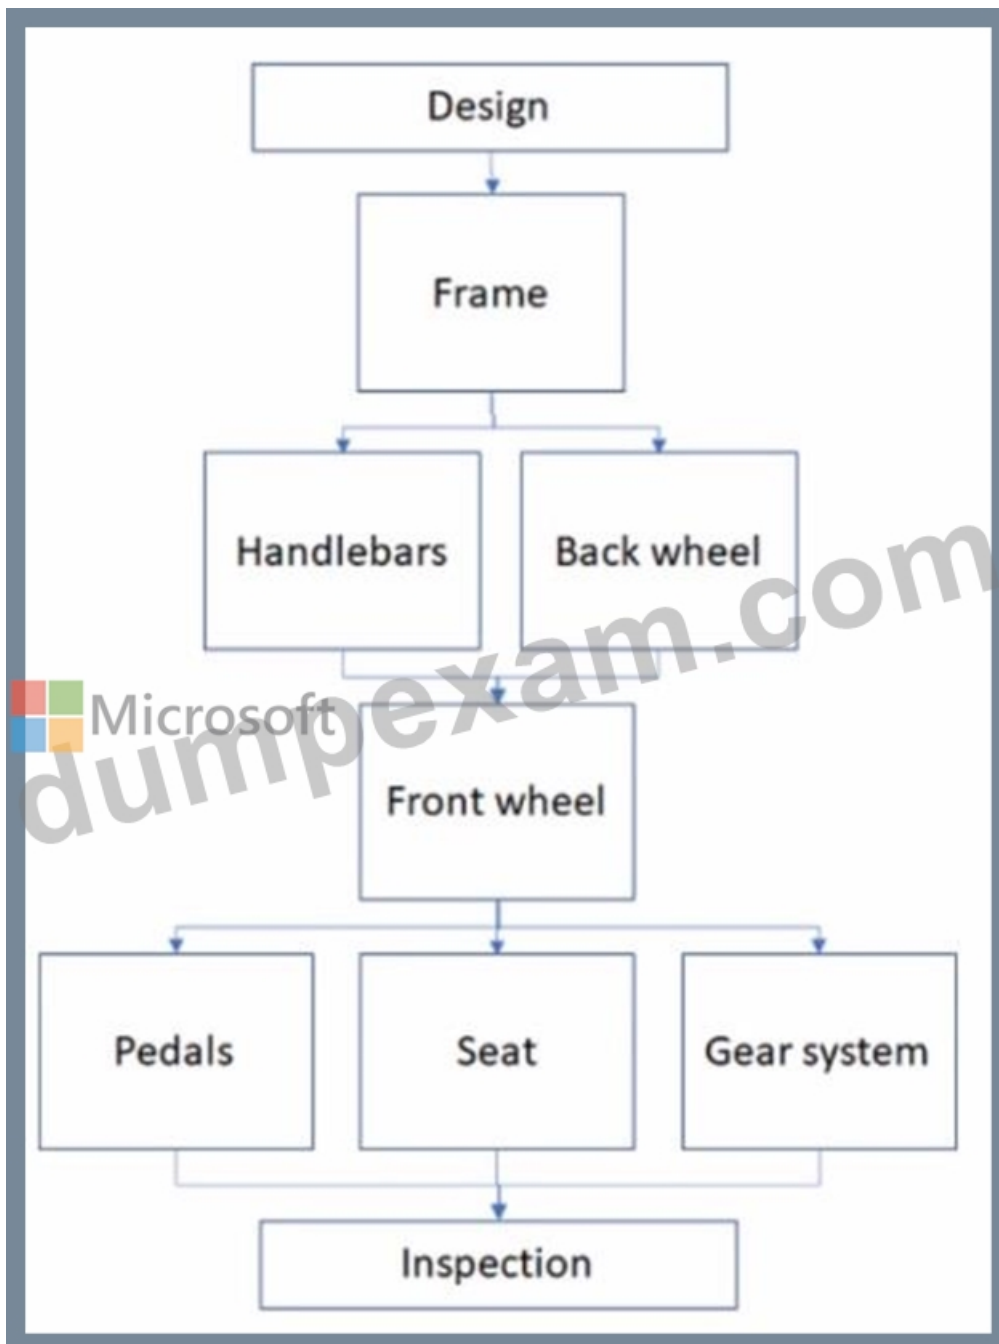 Design
Frame
Handlebars
Back wheel
dumpexam.com
Microsoft
Front wheel
Pedals
Seat
Gear system
Inspection